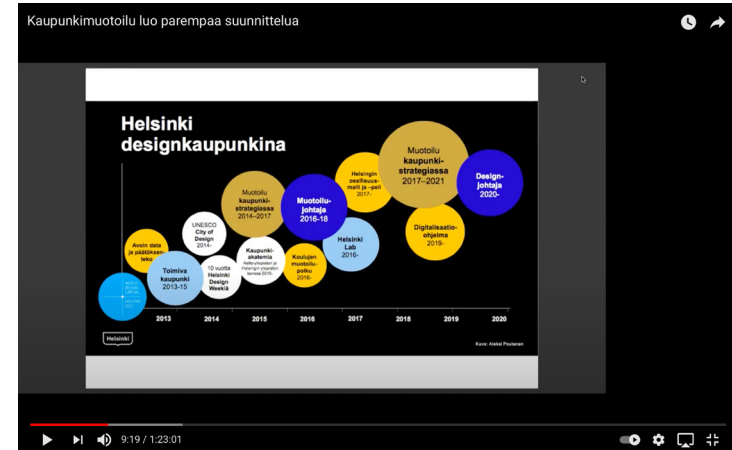 Kaupunkimuotoilu luo parempaa suunnittelua
Helsinki
designkaupunkina
Avoin data
ja päätöksen-
teko
Toimiva
kaupunki
2013-15
UNESCO
City of
Design
2014-
10 vuotta
Helsinki
Design
Weekiä
Muotoilu
kaupunki-
strategiassa
2014–2017
Kaupunki-
akatemia
Muotoilu-
johtaja
2016-18
Koulujen
muotoilu-
polku
2016-
Helsinki
Lab
2016-
Helsingin
osallisuus-
malli ja -peli
2017-
Muotoilu
kaupunki-
strategiassa
2017–2021
Digitalisaatio-
ohjelma
2019-
Design-
johtaja
2020-
2013 2014 2015 2016 2017 2018 2019 2020
Helsinki
Kuva: Aleksi Poutanen
9:19 / 1:23:01